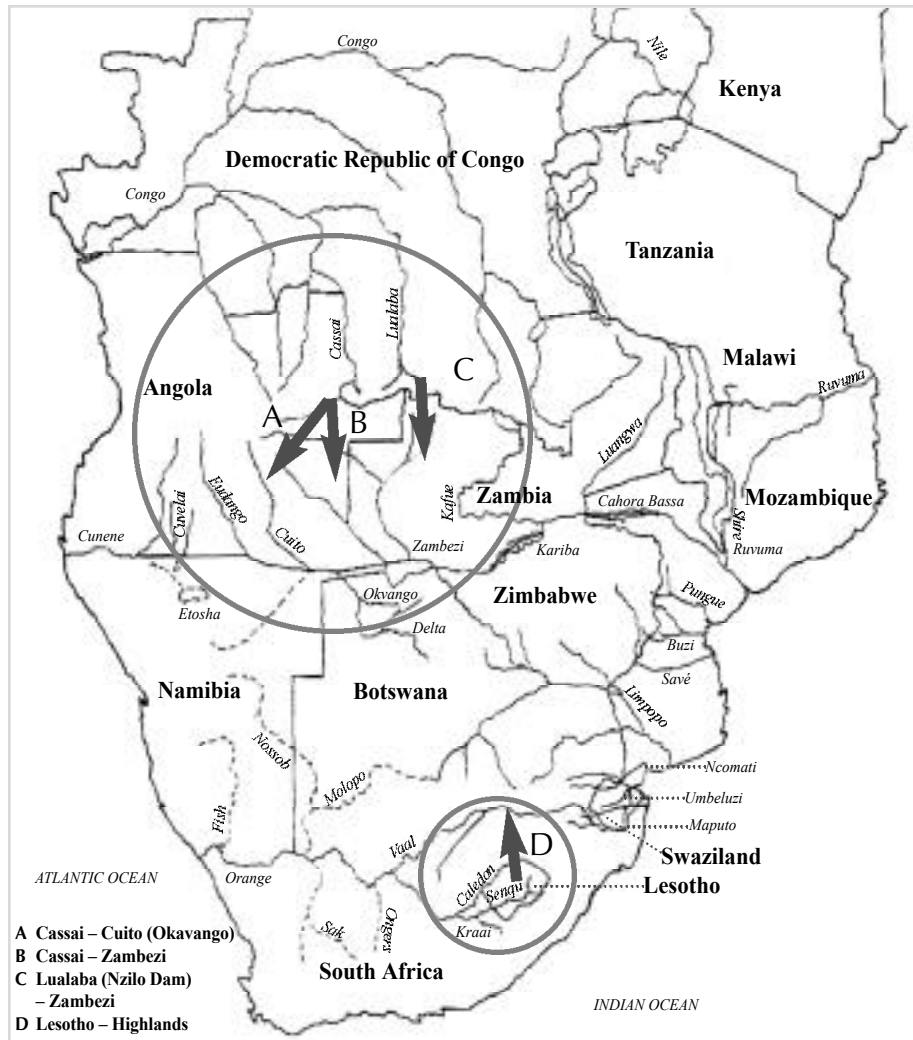 Congo
Nile
Kenya
Democratic Republic of Congo
Congo
Tanzania
Cassai
Lualaba
Malawi
C
Angola
Ruvuma
A
B
Luangwa
Eudango
Cuvelai
Kafue
Zambia
Cahora Bassa
Mozambique
Shire
Cunene
Cuito
Zambezi
Kariba
Ruvuma
Etosha
Okvango
Zimbabwe
Pungue
Delta
Buzi
Savé
Namibia
Botswana
Limpopo
Nossob
Molopo
Ncomati
Fish
Umbeluzi
Vaal
D
Maputo
Swaziland
ATLANTIC OCEAN
Orange
Caledon
Senqu
Lesotho
Sak
Ongers
Kraai
A Cassai – Cuito (Okavango)
B Cassai – Zambezi
C Lualaba (Nzilo Dam)
– Zambezi
D Lesotho – Highlands
South Africa
INDIAN OCEAN